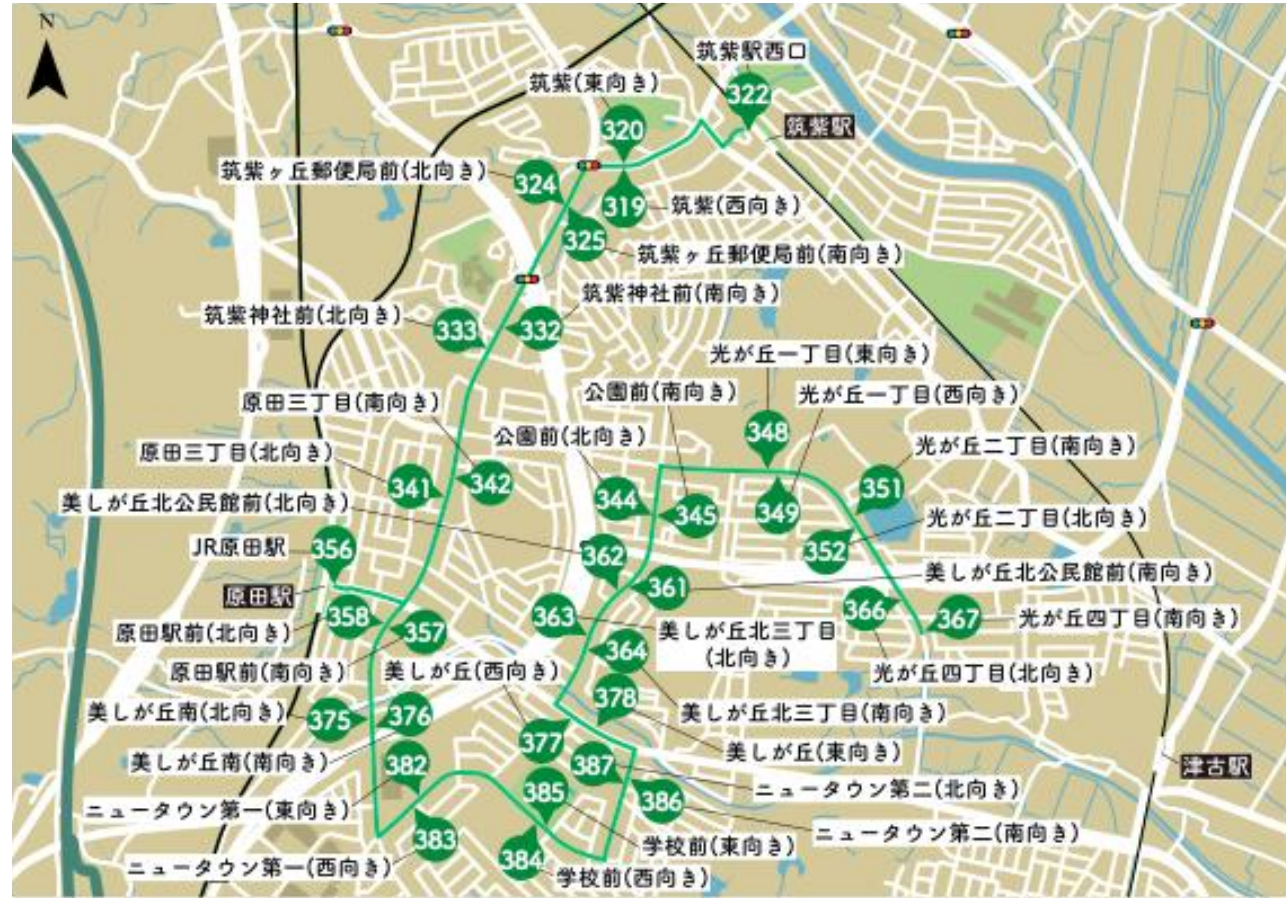 N
筑紫駅西口
322
筑紫(東向き)
320
筑紫駅
筑紫ヶ丘郵便局前(北向き)
324
319
筑紫(西向き)
325
筑紫ヶ丘郵便局前(南向き)
筑紫神社前(南向き)
筑紫神社前(北向き)
333
332
光が丘一丁目(東向き)
公園前(南向き)
光が丘一丁目(西向き)
原田三丁目(南向き)
公園前(北向き)
348
原田三丁目(北向き)
光が丘二丁目(南向き)
341
342
344
345
349
351
美しが丘北公民館前(北向き)
光が丘二丁目(北向き)
352
JR原田駅
356
362
美しが丘北公民館前(南向き)
361
原田駅
358
363
美しが丘北三丁目
(北向き)
366
367
光が丘四丁目(南向き)
原田駅前(北向き)
357
364
原田駅前(南向き)
美しが丘(西向き)
光が丘四丁目(北向き)
美しが丘南(北向き)
375
376
378
美しが丘北三丁目(南向き)
377
美しが丘(東向き)
美しが丘南(南向き)
382
387
津古駅
385
386
ニュータウン第二(北向き)
ニュータウン第一(東向き)
ニュータウン第二(南向き)
383
384
学校前(東向き)
ニュータウン第一(西向き)
学校前(西向き)